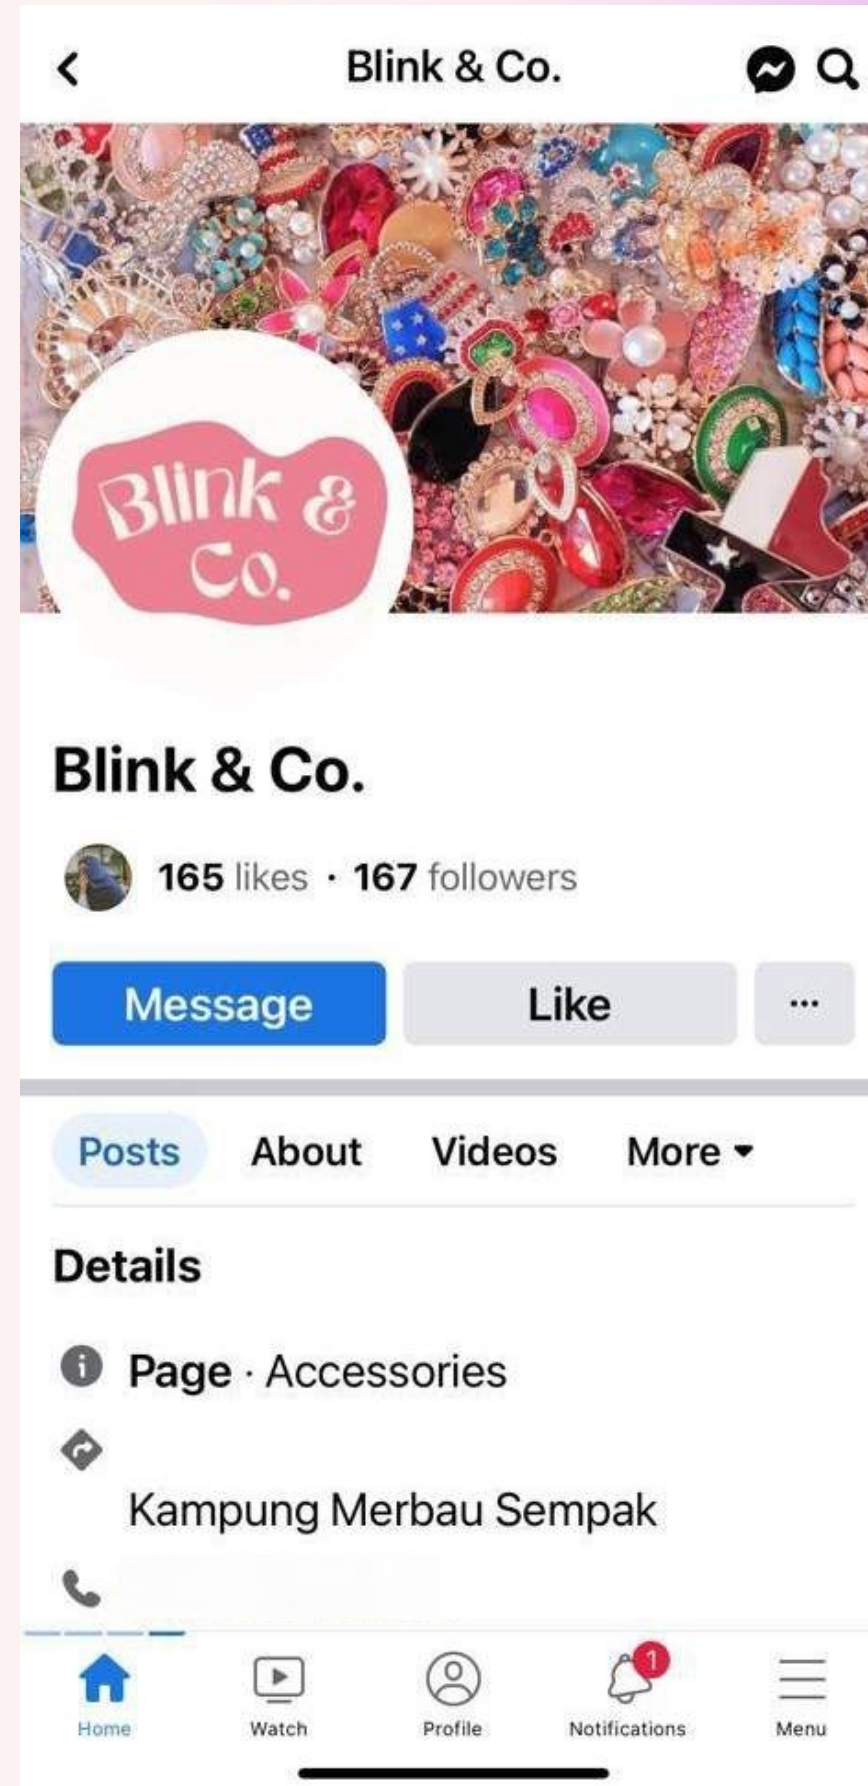 Blink & Co.
Blink &
Co.
Blink & Co.
165 likes · 167 followers
Message Like ...
Posts About Videos More
Details
Page · Accessories
Kampung Merbau Sempak
1
Home Watch Profile Notifications Menu